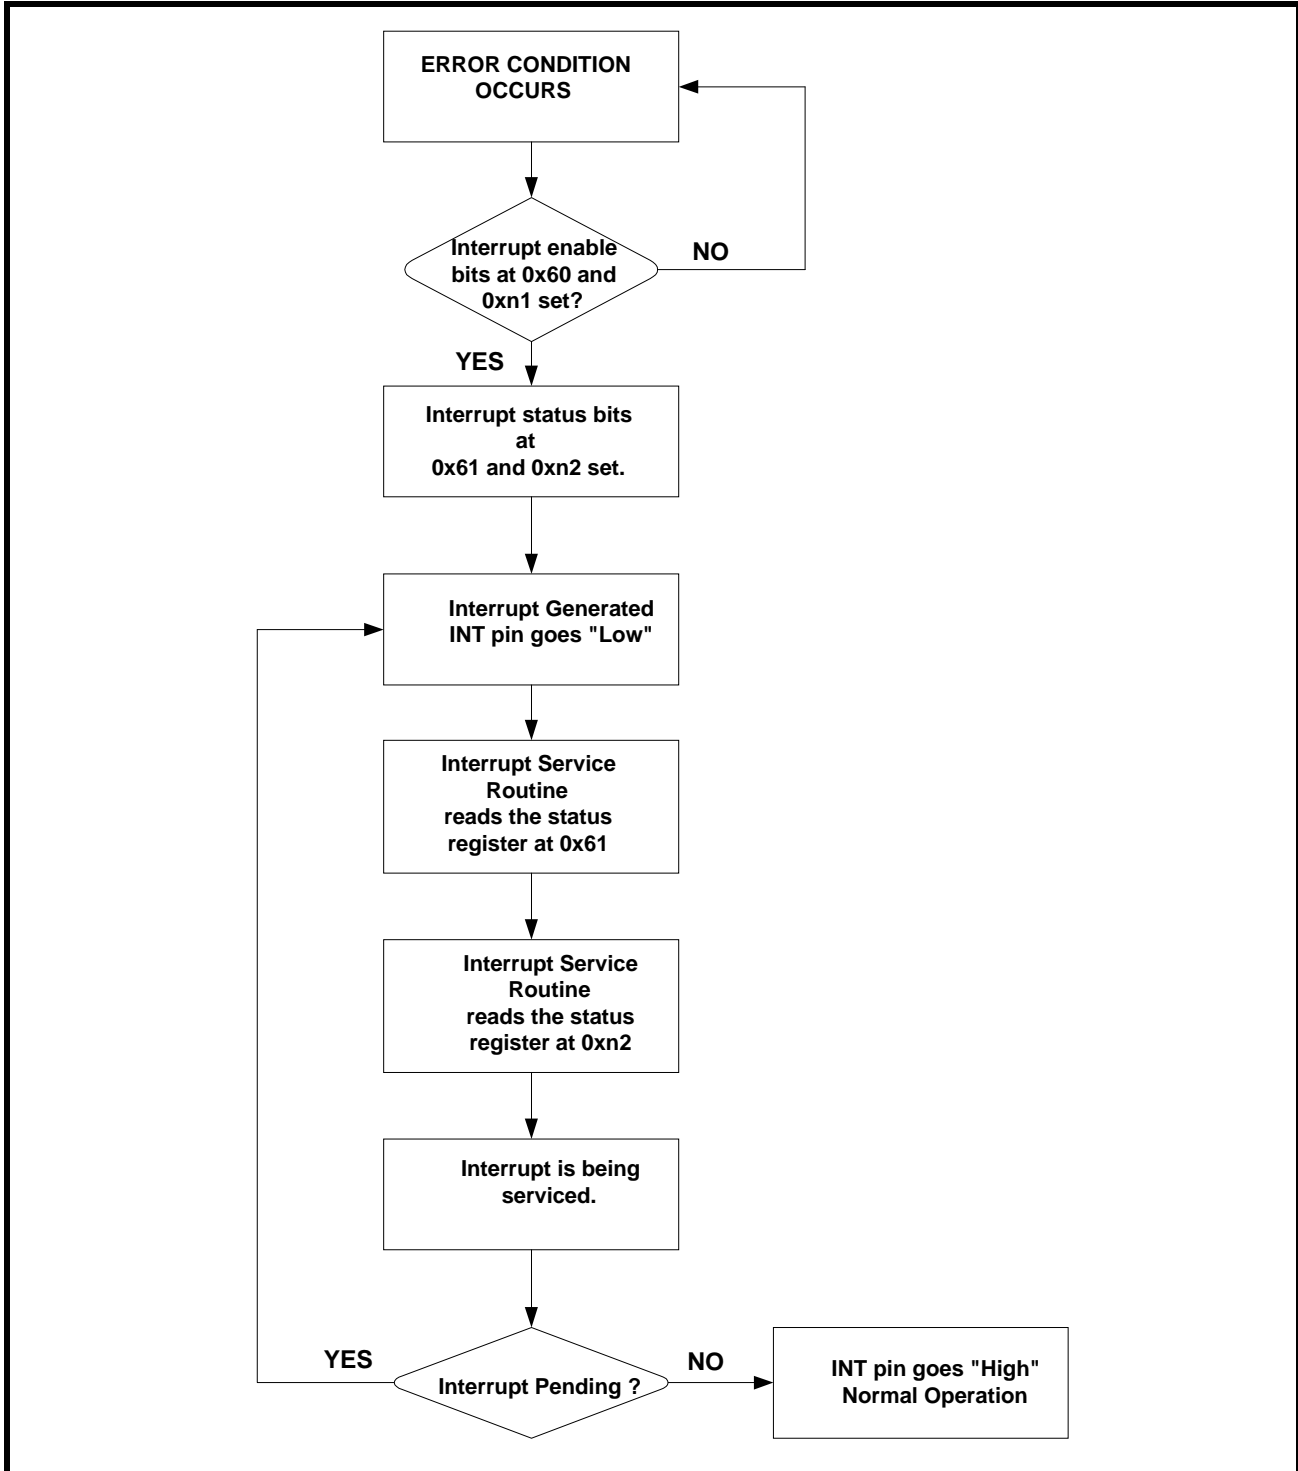 ERROR CONDITION
OCCURS
Interrupt enable
bits at 0x60 and
0xn1 set?
NO
YES
Interrupt status bits
at
0x61 and 0xn2 set.
Interrupt Generated
INT pin goes "Low"
Interrupt Service
Routine
reads the status
register at 0x61
Interrupt Service
Routine
reads the status
register at 0xn2
Interrupt is being
serviced.
YES
Interrupt Pending ?
NO
INT pin goes "High"
Normal Operation